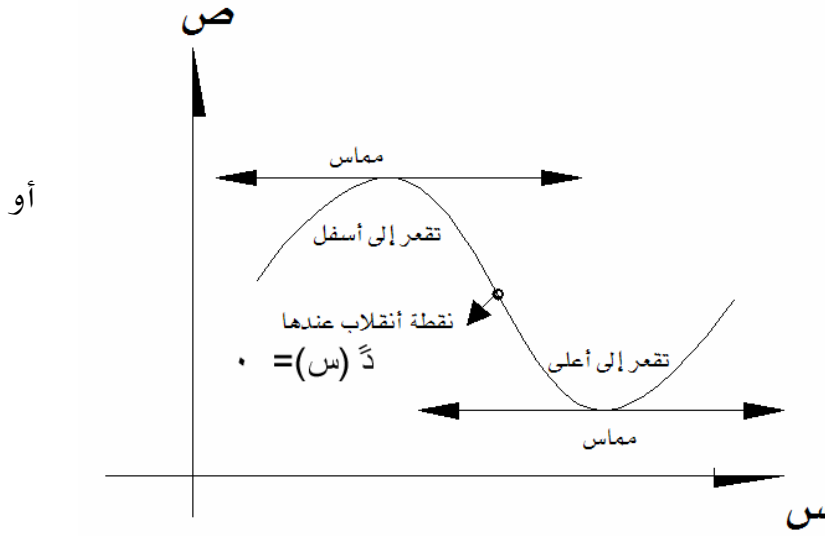 ص
مماس
أو
تقعر إلى أسفل
نقطة أنقلاب عندها
تقعر إلى أعلى
دً (س)= ٠
مماس
س